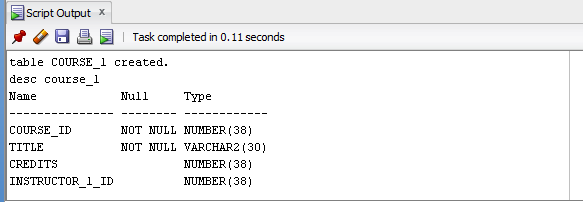 Script Output x
Task completed in 0.11 seconds
table COURSE_1 created.
desc course_1
Name           Null     Type
-------------- -------- ------------
COURSE_ID      NOT NULL NUMBER(38)
TITLE          NOT NULL VARCHAR2(30)
CREDITS                 NUMBER(38)
INSTRUCTOR_1_ID         NUMBER(38)